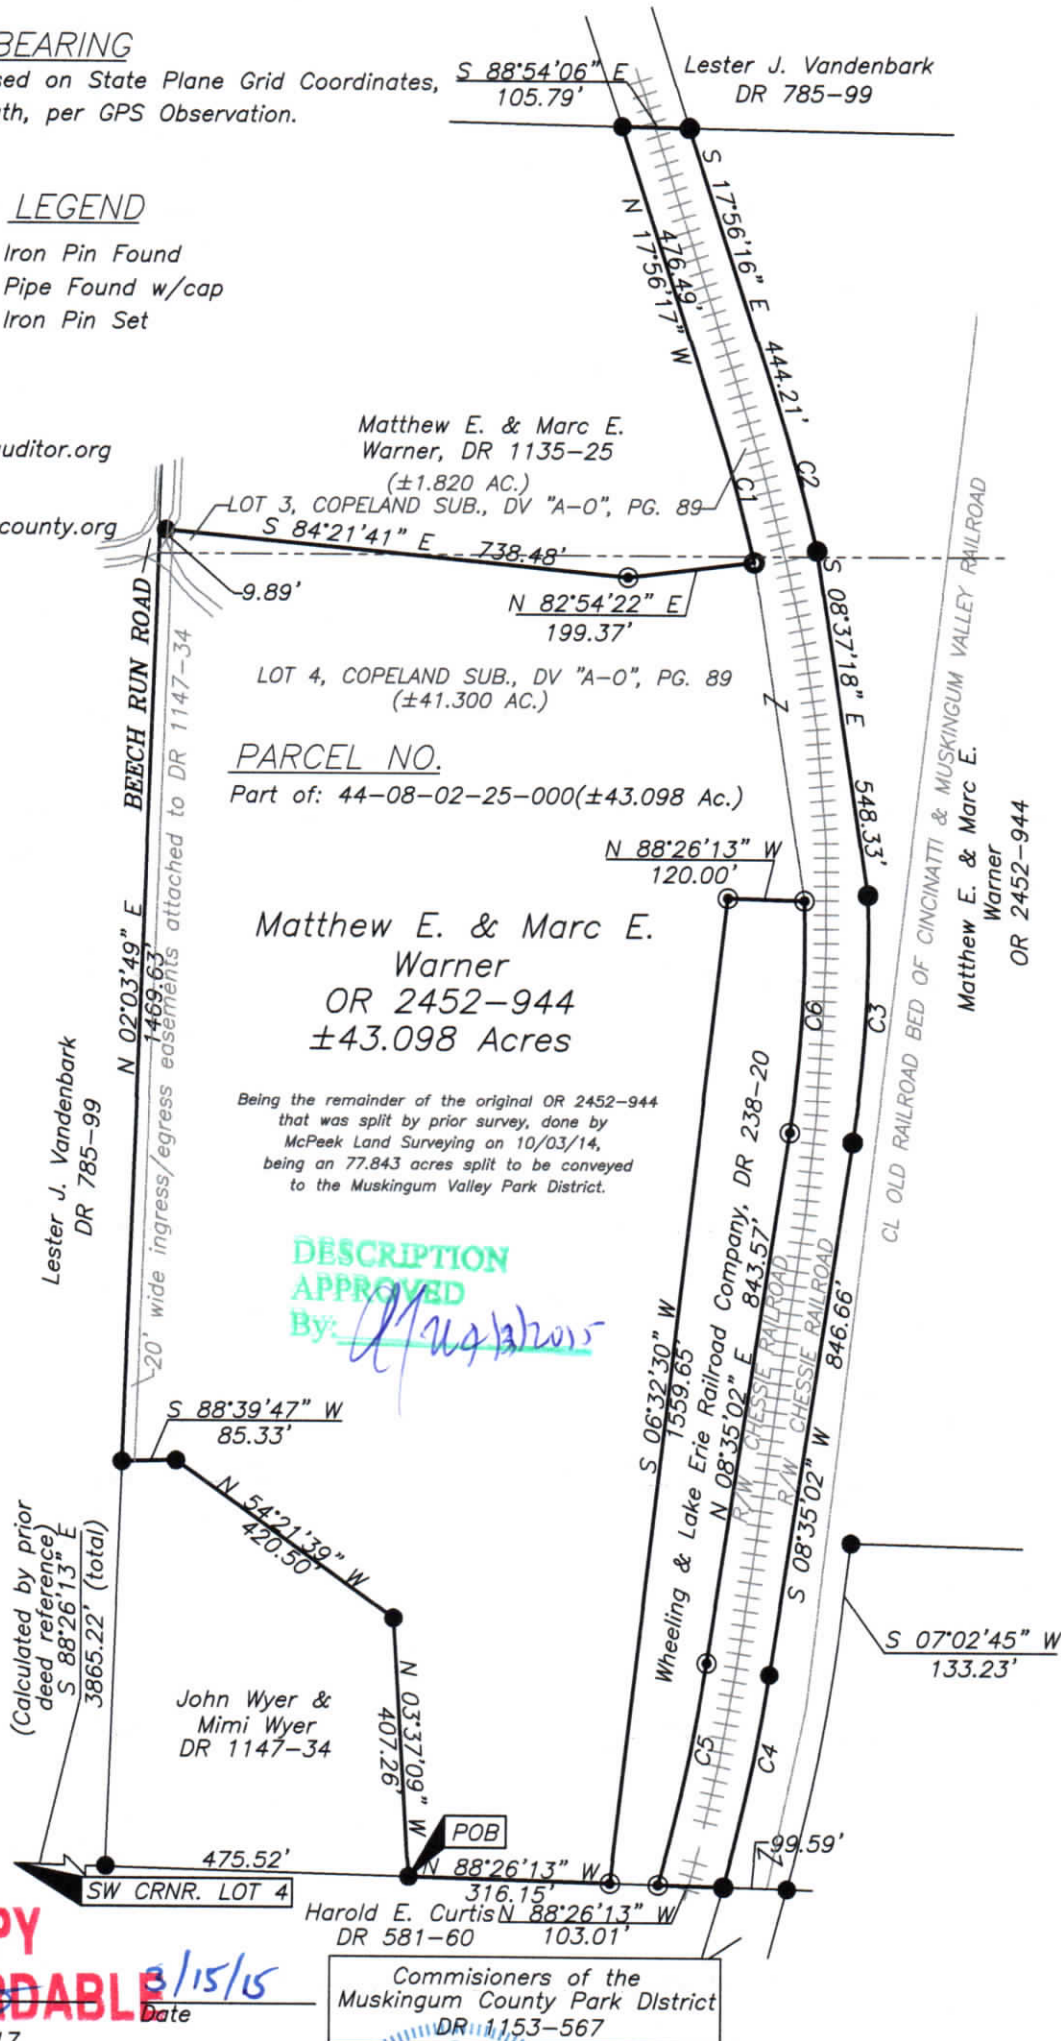 BEARING
sed on State Plane Grid Coordinates,
th, per GPS Observation.
S 88°54'06" E
105.79'
Lester J. Vandenbark
DR 785-99
LEGEND
Iron Pin Found
Pipe Found w/cap
Iron Pin Set
S 17°56'16" E 444.21'
476.49'
N 17°56'17" W
uditor.org
county.org
Matthew E. & Marc E.
Warner, DR 1135-25
(±1.820 AC.)
LOT 3, COPELAND SUB., DV "A-O", PG. 89
C1
C2
S 84°21'41" E 738.48'
9.89'
N 82°54'22" E
199.37'
S 08°37'18" E 548.33'
LOT 4, COPELAND SUB., DV "A-O", PG. 89
(±41.300 AC.)
Z
BEECH RUN ROAD
PARCEL NO.
Part of: 44-08-02-25-000(±43.098 Ac.)
N 88°26'13" W
120.00'
N 02°03'49" E
1469.63'
20' wide ingress/egress easements attached to DR 1147-34
Matthew E. & Marc E.
Warner
OR 2452-944
±43.098 Acres
CL OLD RAILROAD BED OF CINCINATTI & MUSKINGUM VALLEY RAILROAD
Matthew E. & Marc E.
Warner
OR 2452-944
C6
C3
Being the remainder of the original OR 2452-944
that was split by prior survey, done by
McPeek Land Surveying on 10/03/14,
being an 77.843 acres split to be conveyed
to the Muskingum Valley Park District.
Lester J. Vandenbark
DR 785-99
DESCRIPTION
APPROVED
By:
S 06°32'30" W
1559.65'
Wheeling & Lake Erie Railroad Company, DR 238-20
N 08°35'02" E 843.57'
R/W CHESSIE RAILROAD
R/W CHESSIE RAILROAD
S 08°35'02" W 846.66'
S 88°39'47" W
85.33'
N 54°21'39" W
420.50'
(Calculated by prior
deed reference)
S 88°26'13" E
3865.22' (total)
S 07°02'45" W
133.23'
John Wyer &
Mimi Wyer
DR 1147-34
N 03°37'09" W
407.26'
C5
C4
POB
99.59'
Z
475.52'
N 88°26'13" W
316.15'
SW CRNR. LOT 4
Harold E. Curtis
DR 581-60
N 88°26'13" W
103.01'
PY
DABLE
3/15/15
Date
Commisioners of the
Muskingum County Park District
DR 1153-567